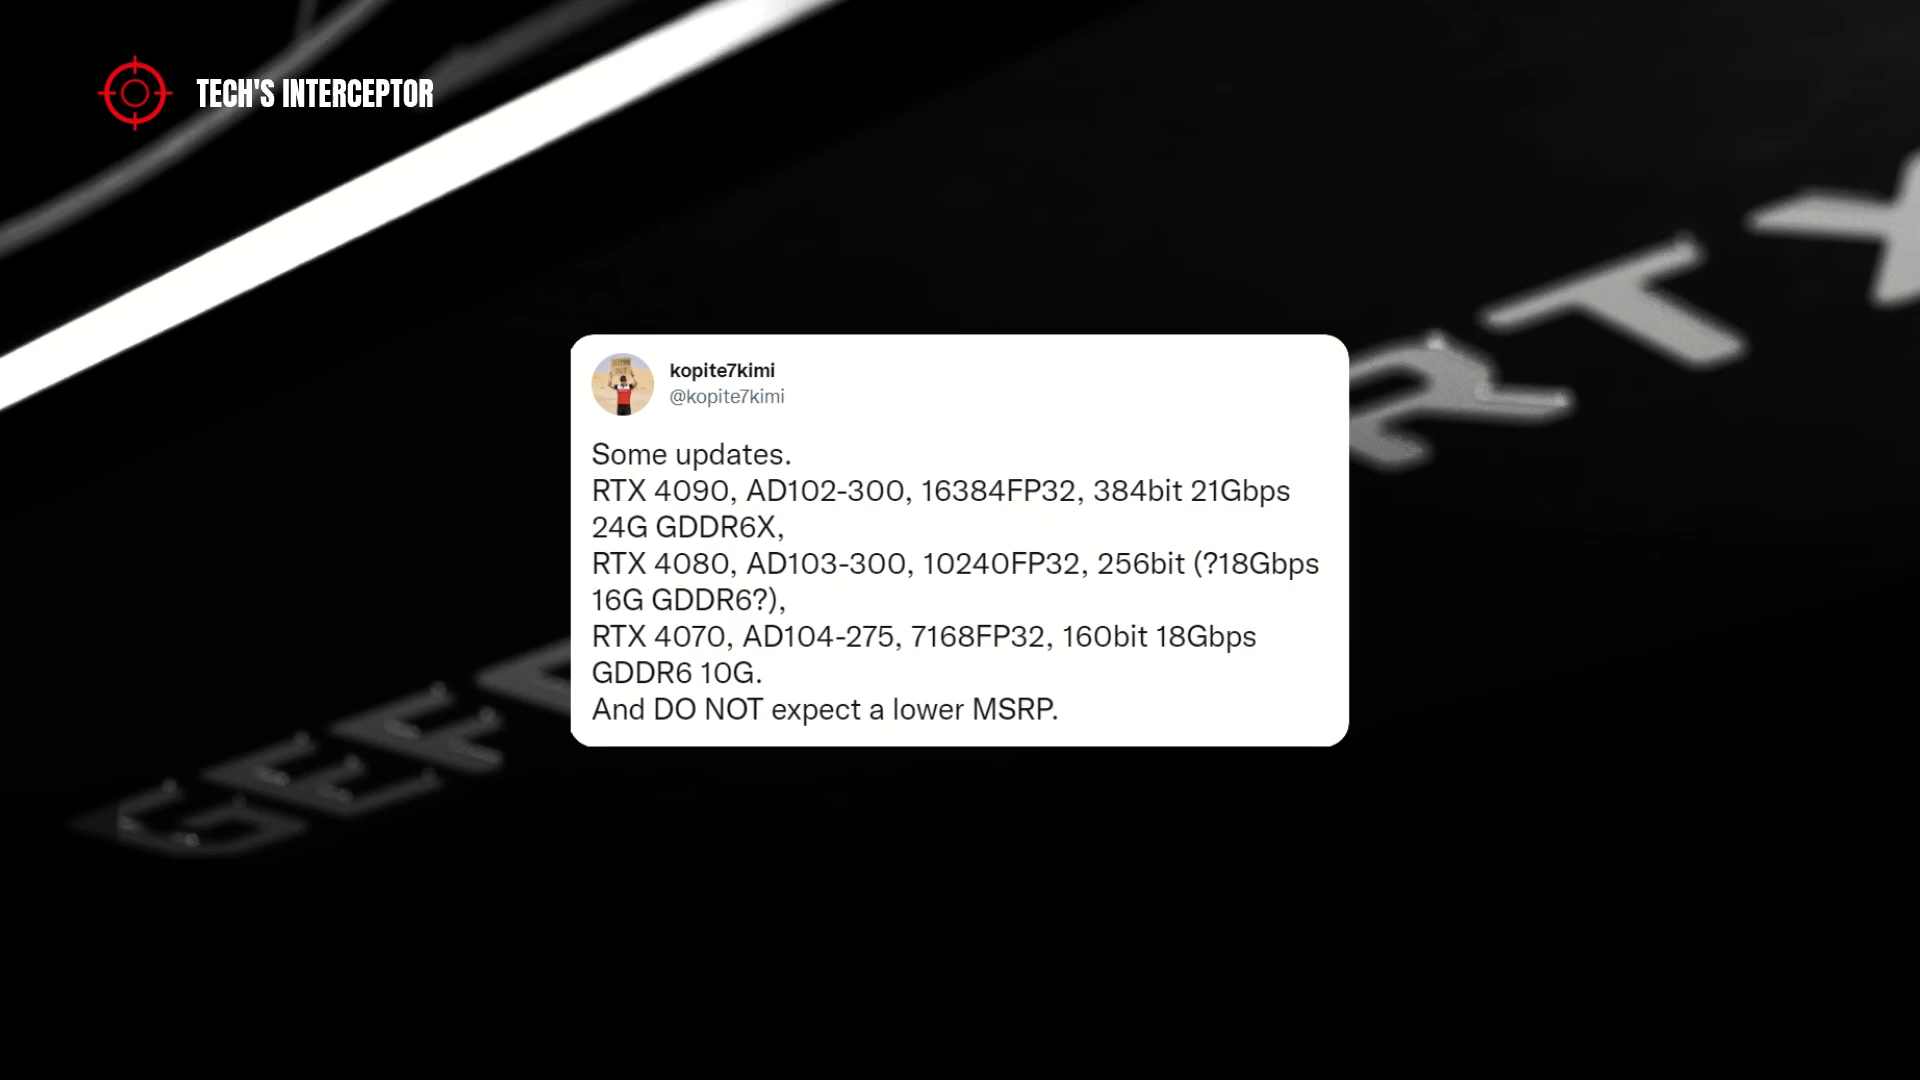 TECH'S INTERCEPTOR
RTX
GEF
kopite7kimi
@kopite7kimi
Some updates.
RTX 4090, AD102-300, 16384FP32, 384bit 21Gbps
24G GDDR6X,
RTX 4080, AD103-300, 10240FP32, 256bit (?18Gbps
16G GDDR6?),
RTX 4070, AD104-275, 7168FP32, 160bit 18Gbps
GDDR6 10G.
And DO NOT expect a lower MSRP.